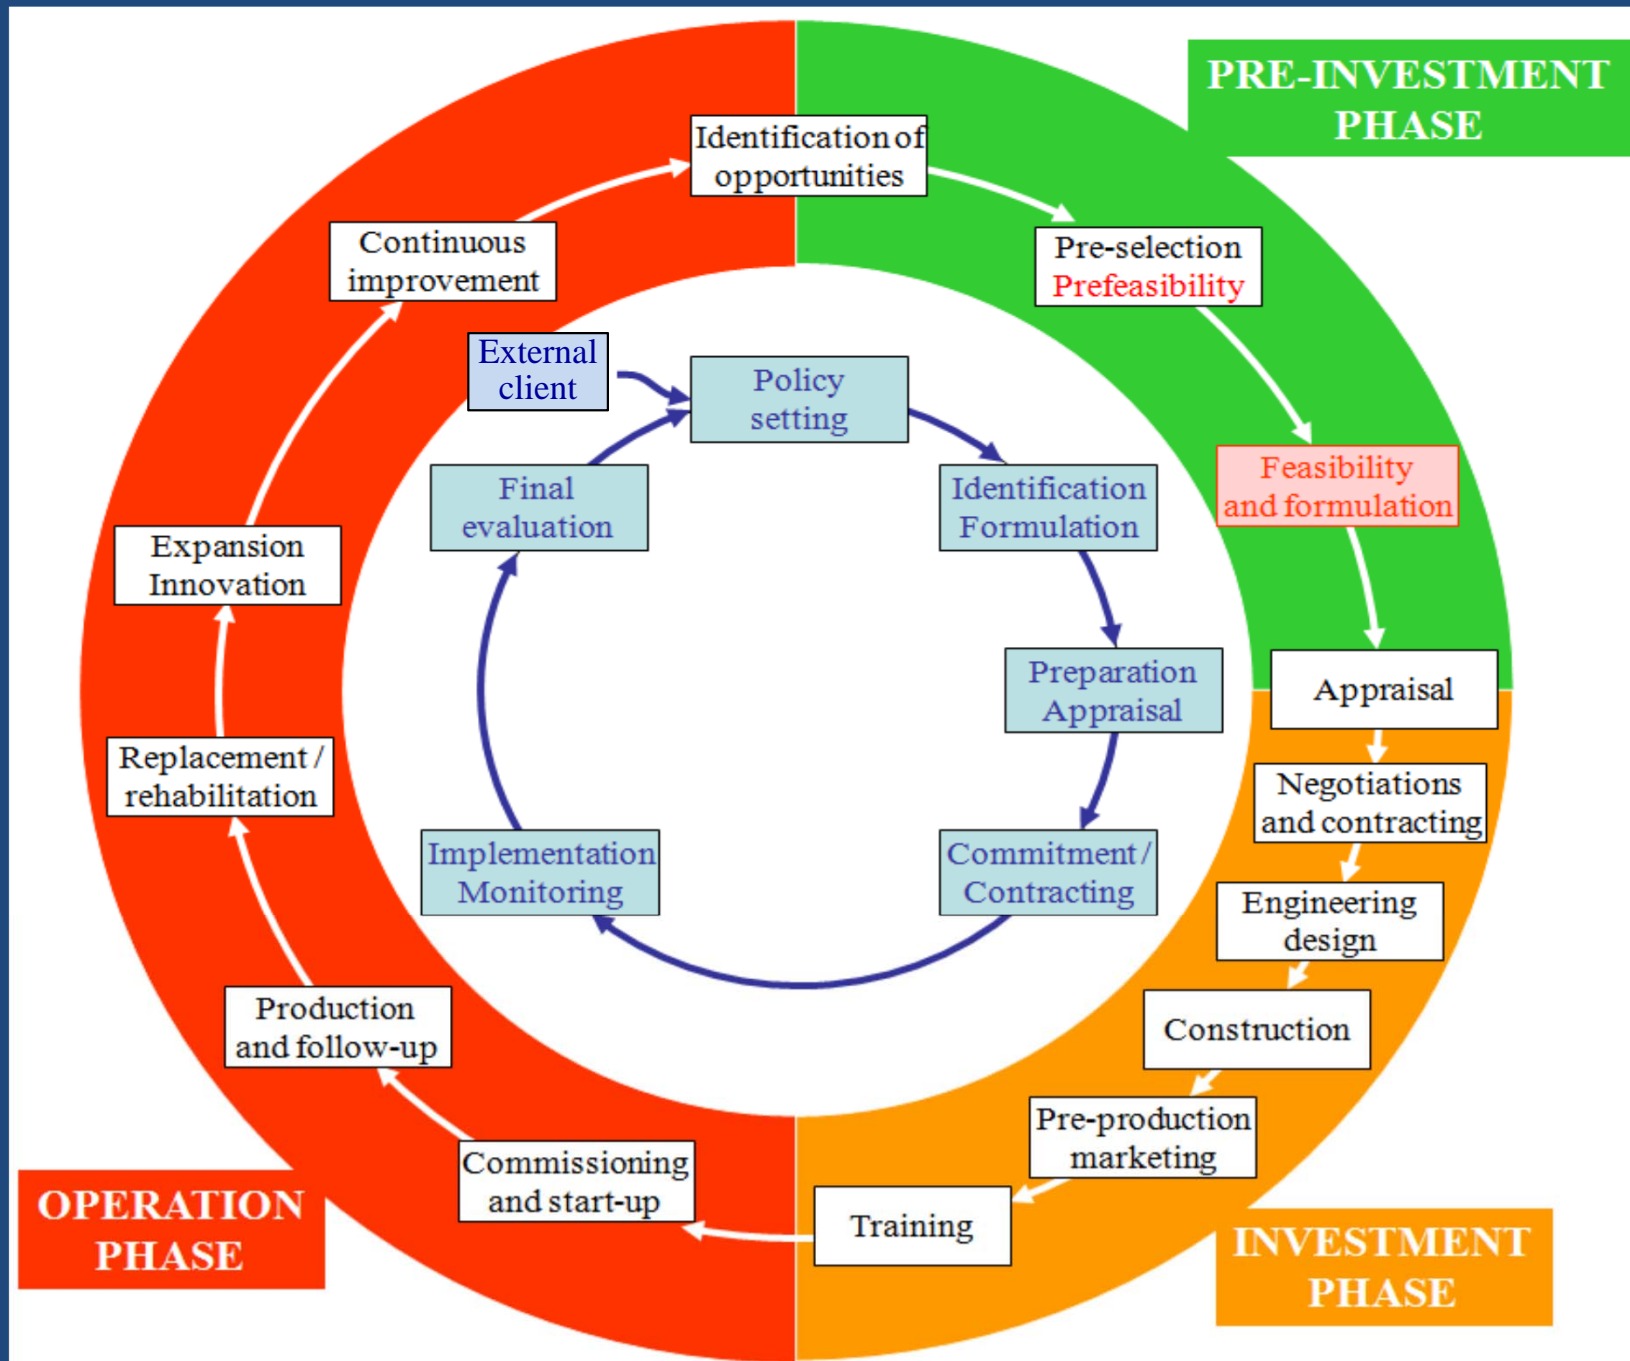 PRE-INVESTMENT
PHASE
Identification of
opportunities
Pre-selection
Prefeasibility
Feasibility
and formulation
Appraisal
Negotiations
and contracting
Engineering
design
Construction
Pre-production
marketing
Training
INVESTMENT
PHASE
Commissioning
and start-up
OPERATION
PHASE
Production
and follow-up
Replacement /
rehabilitation
Expansion
Innovation
Continuous
improvement
External
client
Policy
setting
Identification
Formulation
Preparation
Appraisal
Commitment /
Contracting
Implementation
Monitoring
Final
evaluation